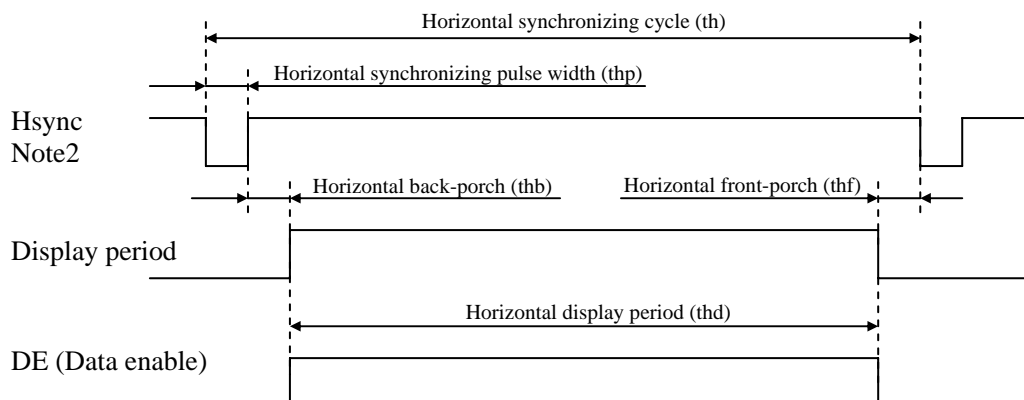 Horizontal synchronizing cycle (th)
Horizontal synchronizing pulse width (thp)
Hsync
Note2
Horizontal back-porch (thb)
Horizontal front-porch (thf)
Display period
Horizontal display period (thd)
DE (Data enable)